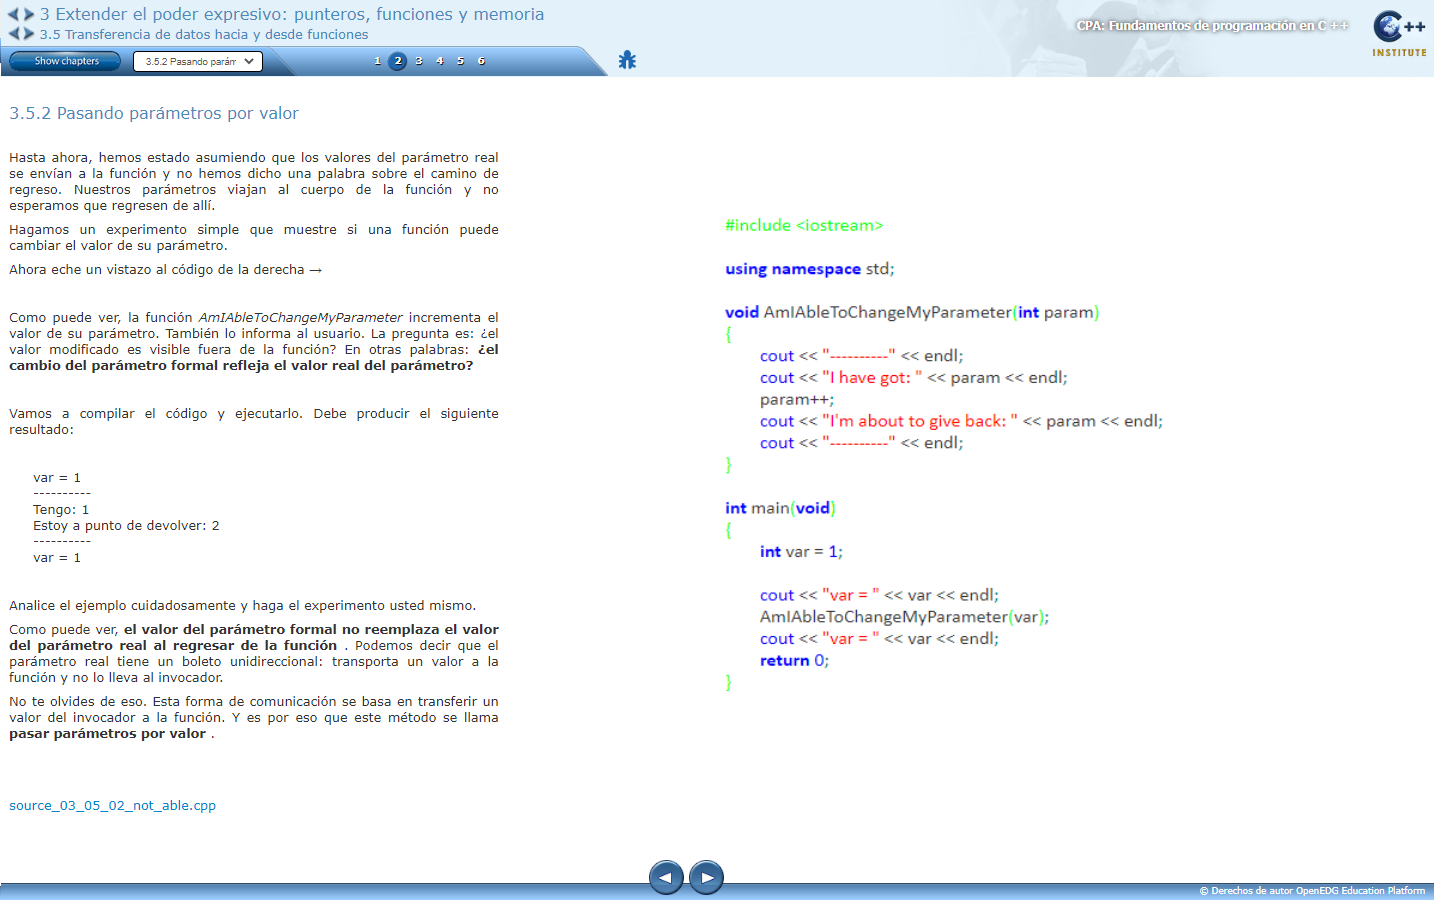 3 Extender el poder expresivo: punteros, funciones y memoria
3.5 Transferencia de datos hacia y desde funciones
CPA: Fundamentos de programación en C ++
C++
INSTITUTE
Show chapters
3.5.2 Pasando parám
1 2 3 4 5 6
3.5.2 Pasando parámetros por valor
Hasta ahora, hemos estado asumiendo que los valores del parámetro real
se envían a la función y no hemos dicho una palabra sobre el camino de
regreso. Nuestros parámetros viajan al cuerpo de la función y no
esperamos que regresen de allí.
Hagamos un experimento simple que muestre si una función puede
cambiar el valor de su parámetro.
Ahora eche un vistazo al código de la derecha →
Como puede ver, la función AmIAbleToChangeMyParameter incrementa el
valor de su parámetro. También lo informa al usuario. La pregunta es: ¿el
valor modificado es visible fuera de la función? En otras palabras: ¿el
cambio del parámetro formal refleja el valor real del parámetro?
Vamos a compilar el código y ejecutarlo. Debe producir el siguiente
resultado:
var = 1
----------
Tengo: 1
Estoy a punto de devolver: 2
----------
var = 1
Analice el ejemplo cuidadosamente y haga el experimento usted mismo.
Como puede ver, el valor del parámetro formal no reemplaza el valor
del parámetro real al regresar de la función . Podemos decir que el
parámetro real tiene un boleto unidireccional: transporta un valor a la
función y no lo lleva al invocador.
No te olvides de eso. Esta forma de comunicación se basa en transferir un
valor del invocador a la función. Y es por eso que este método se llama
pasar parámetros por valor .
source_03_05_02_not_able.cpp
#include <iostream>
using namespace std;
void AmIAbleToChangeMyParameter(int param)
{
cout << "----------" << endl;
cout << "I have got: " << param << endl;
param++;
cout << "I'm about to give back: " << param << endl;
cout << "----------" << endl;
}
int main(void)
{
int var = 1;
cout << "var = " << var << endl;
AmIAbleToChangeMyParameter(var);
cout << "var = " << var << endl;
return 0;
}
© Derechos de autor OpenEDG Education Platform